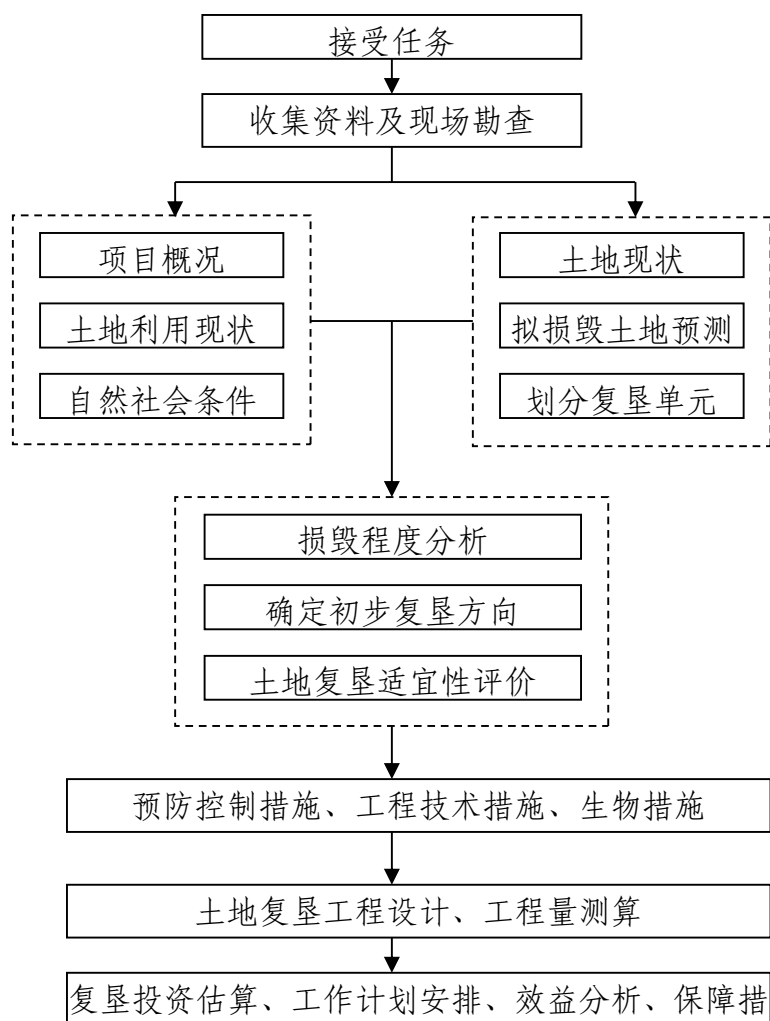 接受任务
收集资料及现场勘查
项目概况
土地利用现状
自然社会条件
土地现状
拟损毁土地预测
划分复垦单元
损毁程度分析
确定初步复垦方向
土地复垦适宜性评价
预防控制措施、工程技术措施、生物措施
土地复垦工程设计、工程量测算
复垦投资估算、工作计划安排、效益分析、保障措